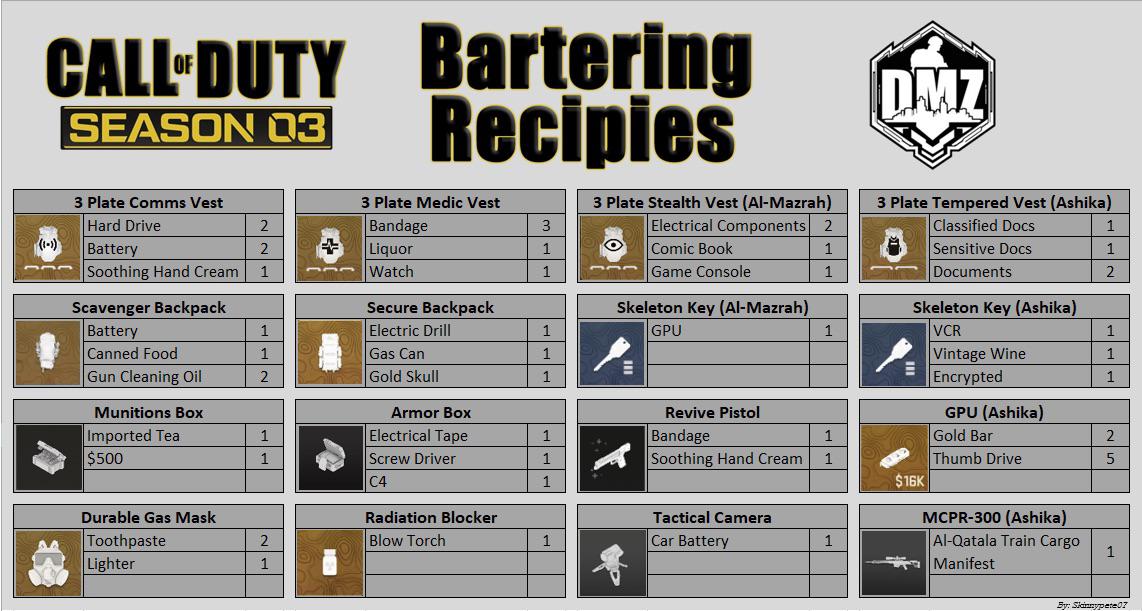 CALL OF DUTY
SEASON 03
Bartering
Recipies
DMZ
3 Plate Comms Vest
Hard Drive 2
Battery 2
Soothing Hand Cream 1
3 Plate Medic Vest
Bandage 3
Liquor 1
Watch 1
3 Plate Stealth Vest (Al-Mazrah)
Electrical Components 2
Comic Book 1
Game Console 1
3 Plate Tempered Vest (Ashika)
Classified Docs 1
Sensitive Docs 1
Documents 2
Scavenger Backpack
Battery 1
Canned Food 1
Gun Cleaning Oil 2
Secure Backpack
Electric Drill 1
Gas Can 1
Gold Skull 1
Skeleton Key (Al-Mazrah)
GPU 1
Skeleton Key (Ashika)
VCR 1
Vintage Wine 1
Encrypted 1
Munitions Box
Imported Tea 1
$500 1
Armor Box
Electrical Tape 1
Screw Driver 1
C4 1
Revive Pistol
Bandage 1
Soothing Hand Cream 1
GPU (Ashika)
Gold Bar 2
Thumb Drive 5
$16K
Durable Gas Mask
Toothpaste 2
Lighter 1
Radiation Blocker
Blow Torch 1
Tactical Camera
Car Battery 1
MCPR-300 (Ashika)
Al-Qatala Train Cargo
Manifest 1
By: Skinnypete07